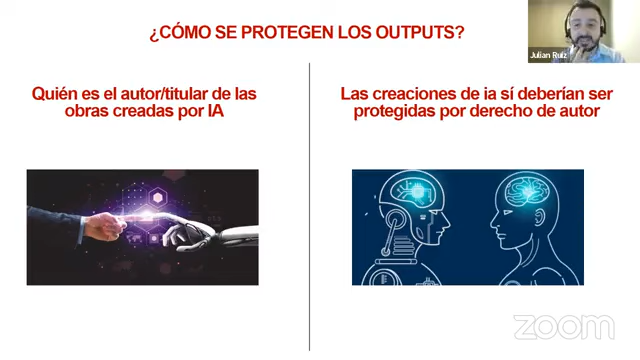 ¿CÓMO SE PROTEGEN LOS OUTPUTS?
Julian Ruiz
Quién es el autor/titular de las
obras creadas por IA
Las creaciones de ia sí deberían ser
protegidas por derecho de autor
zoom